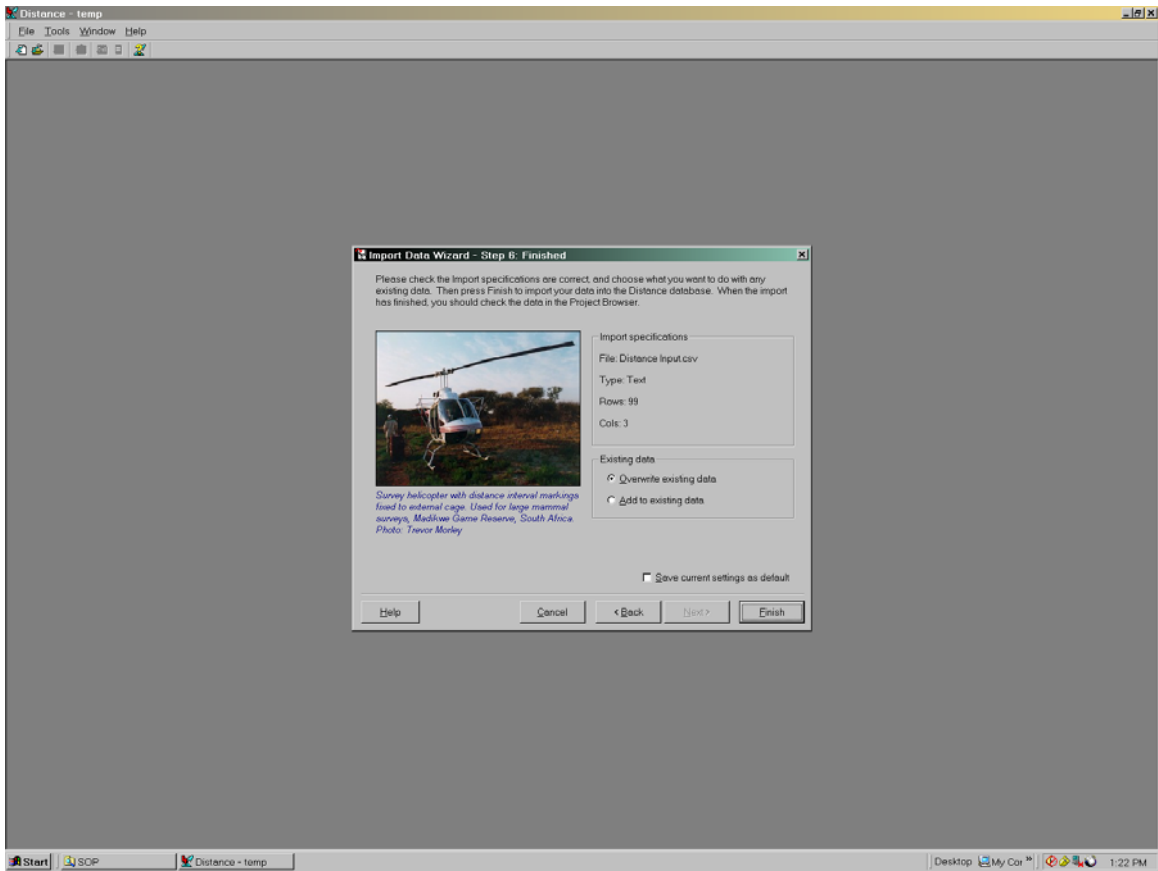 Distance - temp
File Tools Window Help
Import Data Wizard - Step 6: Finished
Please check the Import specifications are correct, and choose what you want to do with any
existing data. Then press Finish to import your data into the Distance database. When the import
has finished, you should check the data in the Project Browser.
Import specifications
File: Distance Input.csv
Type: Text
Rows: 99
Cols: 3
Existing data
Overwrite existing data
Add to existing data
Survey helicopter with distance interval markings
fixed to external cage. Used for large mammal
surveys, Madikwe Game Reserve, South Africa.
Photo: Trevor Morley
Save current settings as default
Help Cancel < Back Next > Finish
Start SOP Distance - temp Desktop My Cor » 1:22 PM